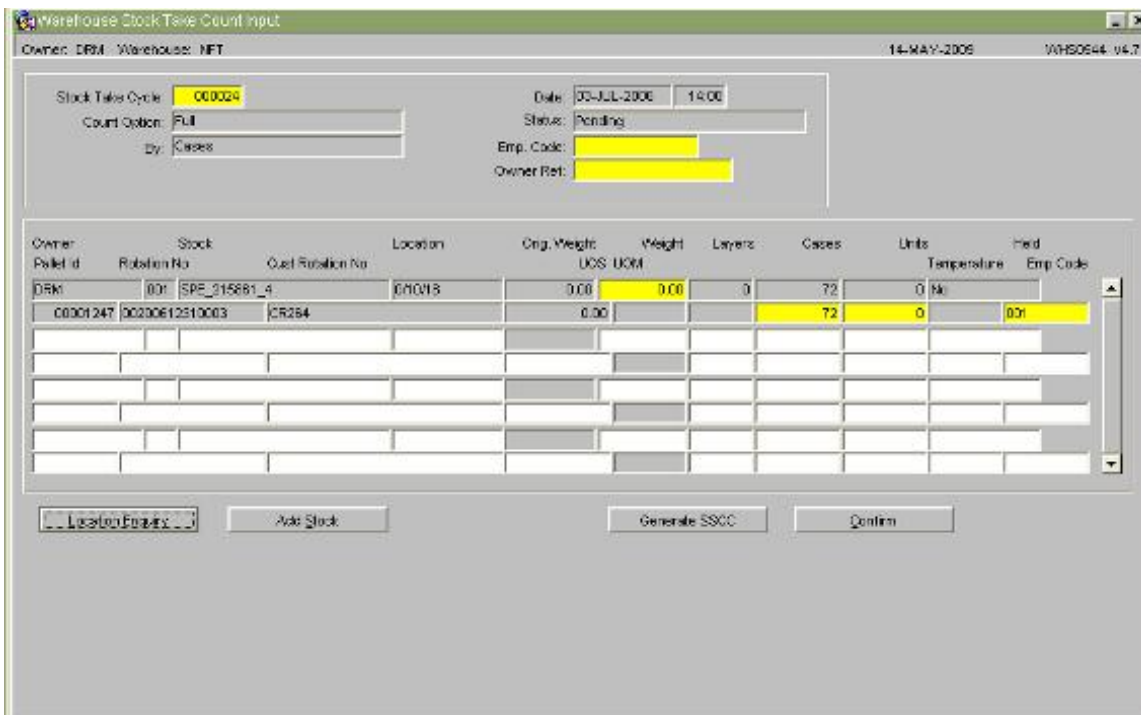 Warehouse Stock Take Count Input
Owner: DRM Warehouse: NFT 14-MAY-2009 WHS0544 v4.7
Stock Take Cycle: 000024 Date: 03-JUL-2006 14:00
Count Option: Full Status: Pending
By: Cases Emp. Code:
Owner Ref:
Owner Stock Location Orig. Weight Weight Layers Cases Units Held
Pallet Id Rotation No Cust Rotation No UOS UOM Temperature Emp Code
DRM 001 SPE_215881_4 0/10/18 0.00 0.00 0 72 0 No
00001247 00200612310003 CR264 0.00 72 0 001
Location Enquiry Add Stock Generate SSCC Confirm